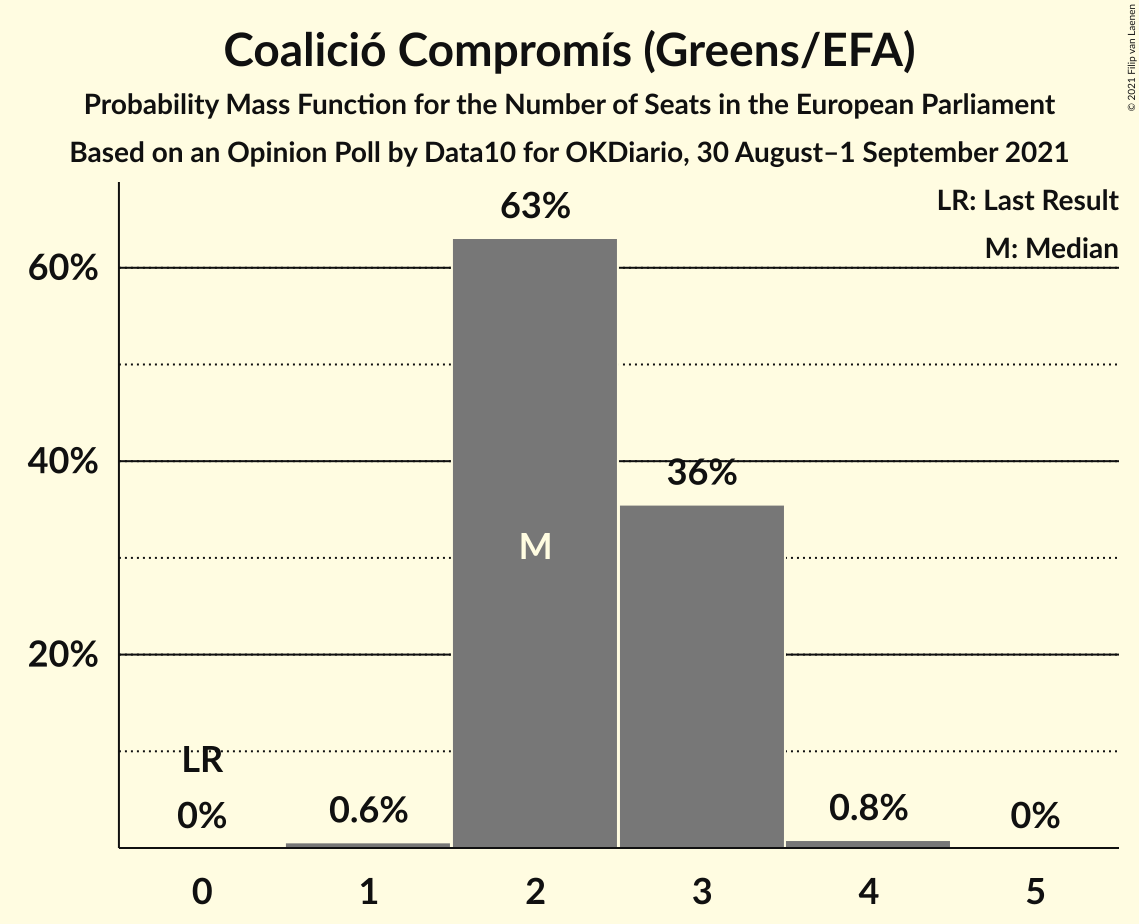 Coalició Compromís (Greens/EFA)
Probability Mass Function for the Number of Seats in the European Parliament
Based on an Opinion Poll by Data10 for OKDiario, 30 August–1 September 2021
© 2021 Filip van Laenen
LR: Last Result
M: Median
63%
60%
40%
36%
M
20%
LR
0%
0.6%
0.8%
0%
0 1 2 3 4 5